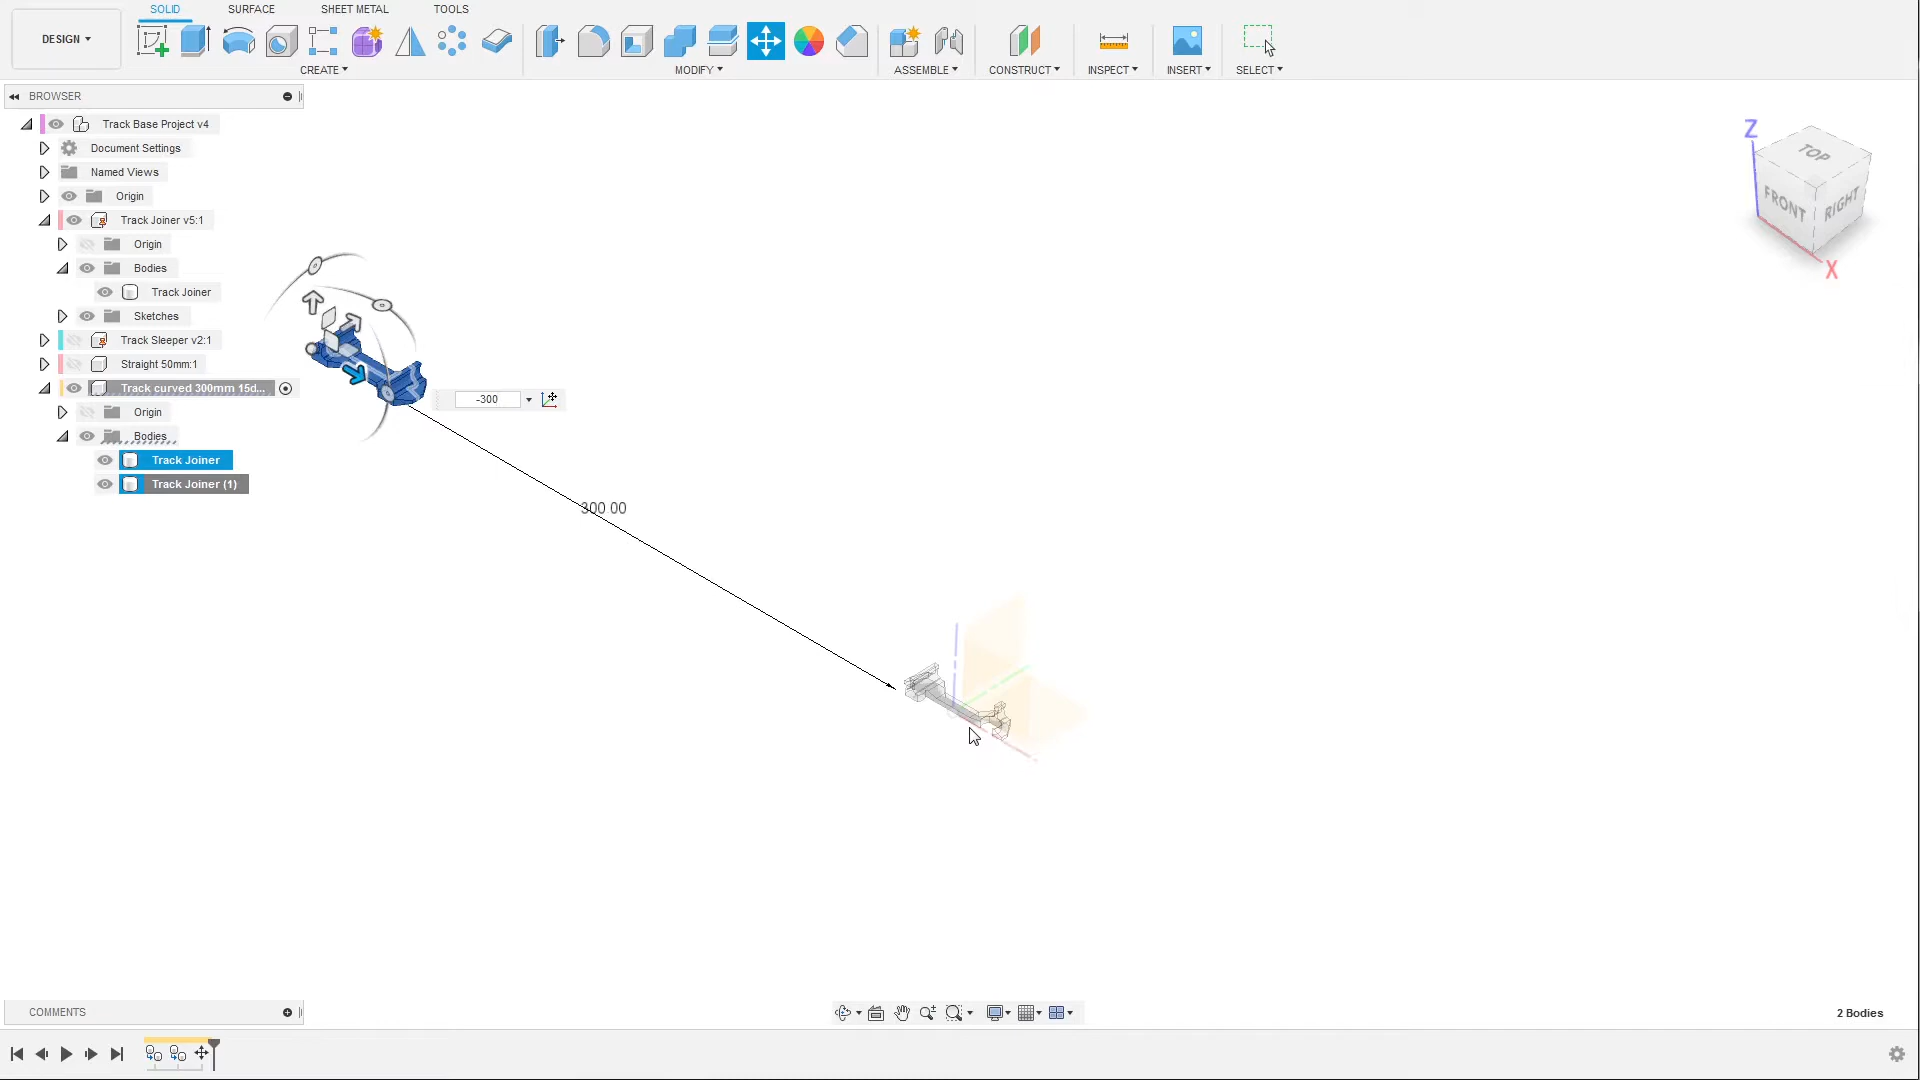 SOLID SURFACE SHEET METAL TOOLS
DESIGN
CREATE MODIFY ASSEMBLE CONSTRUCT INSPECT INSERT SELECT
BROWSER
Track Base Project v4
Document Settings
Named Views
Origin
Track Joiner v5:1
Origin
Bodies
Track Joiner
Sketches
Track Sleeper v2:1
Straight 50mm:1
Track curved 300mm 15d...
Origin
Bodies
Track Joiner
Track Joiner (1)
-300
300 00
Z
TOP
FRONT
RIGHT
X
COMMENTS
2 Bodies